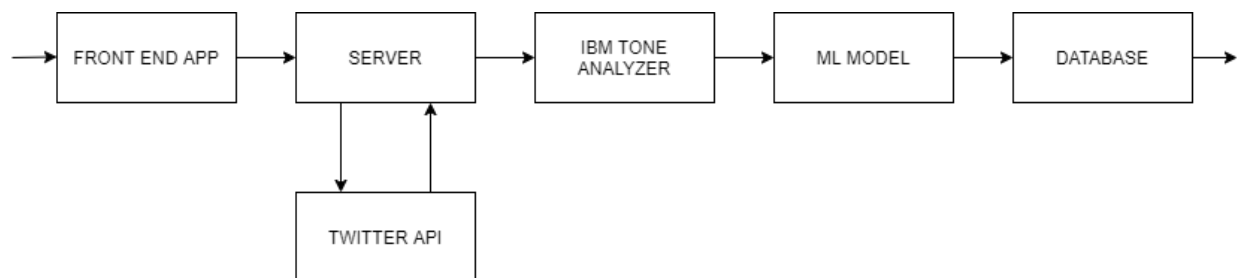 FRONT END APP
SERVER
IBM TONE
ANALYZER
ML MODEL
DATABASE
TWITTER API